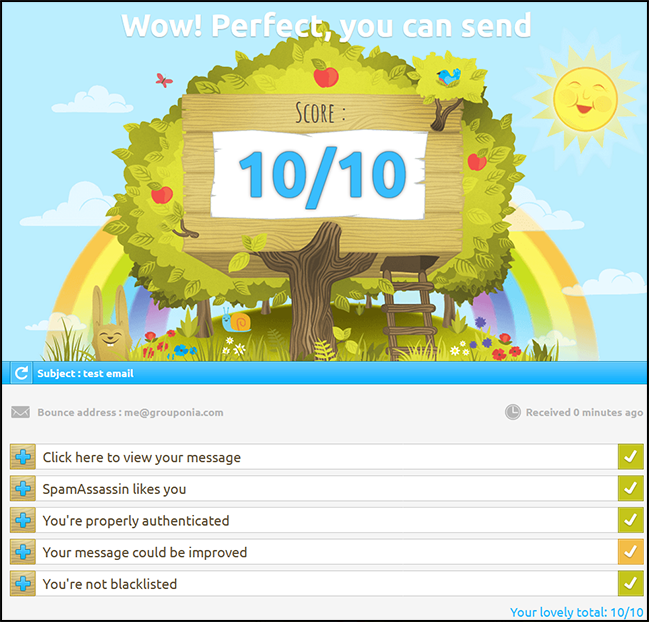 Wow! Perfect, you can send
Score :
10/10
Subject : test email
Bounce address : me@grouponia.com
Received 0 minutes ago
Click here to view your message
SpamAssassin likes you
You're properly authenticated
Your message could be improved
You're not blacklisted
Your lovely total: 10/10